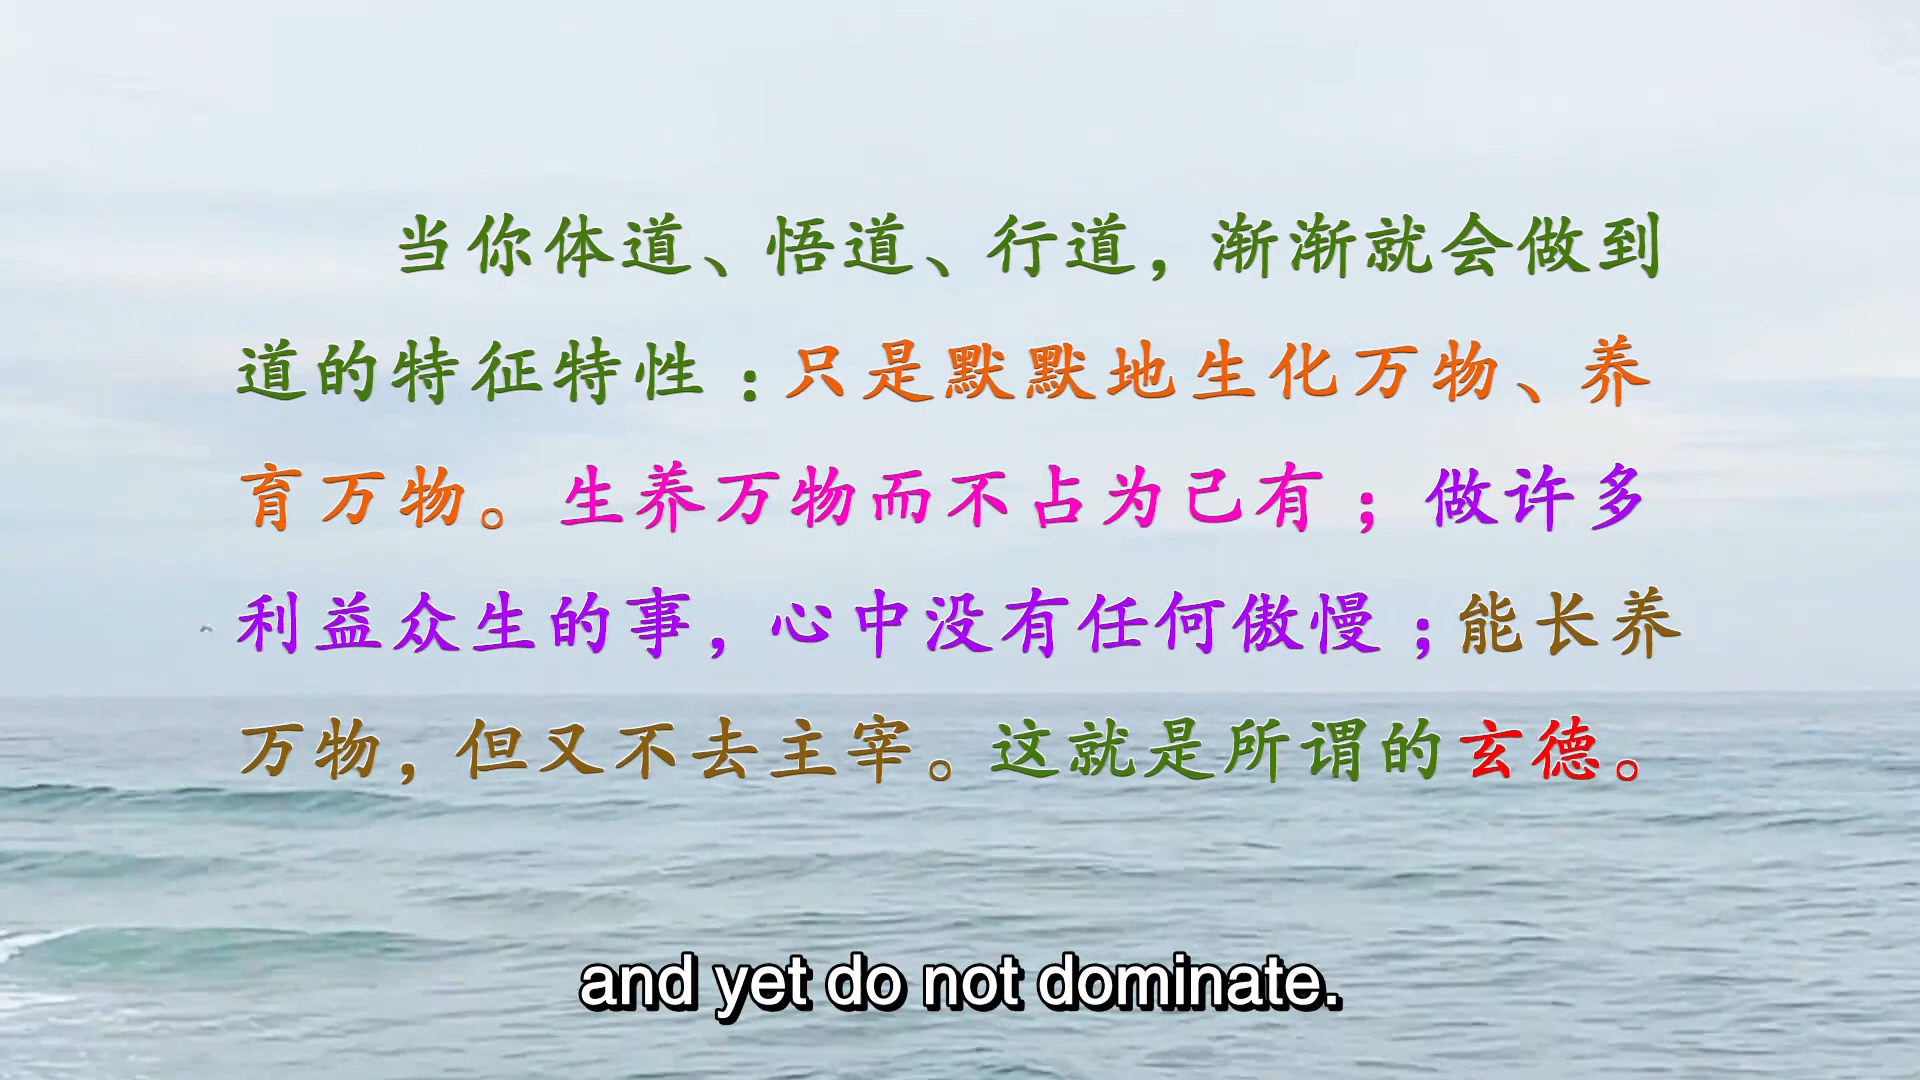 当你体道、悟道、行道，渐渐就会做到
道的特征特性：只是默默地生化万物、养
育万物。生养万物而不占为己有；做许多
利益众生的事，心中没有任何傲慢；能长养
万物，但又不去主宰。这就是所谓的玄德。
and yet do not dominate.